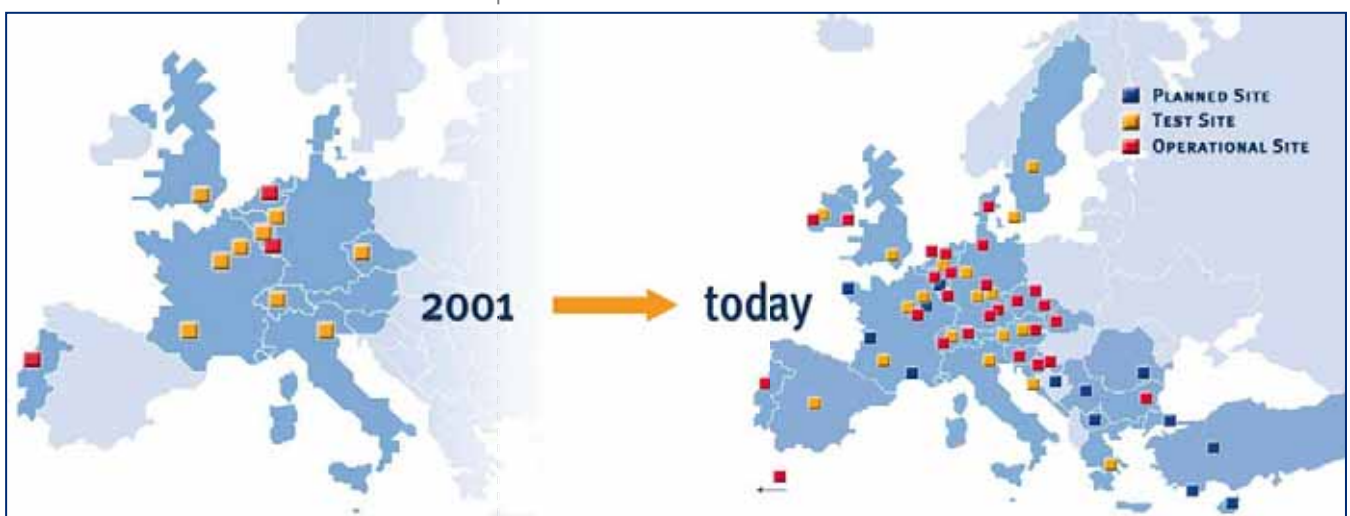 PLANNED SITE
TEST SITE
OPERATIONAL SITE
2001
today